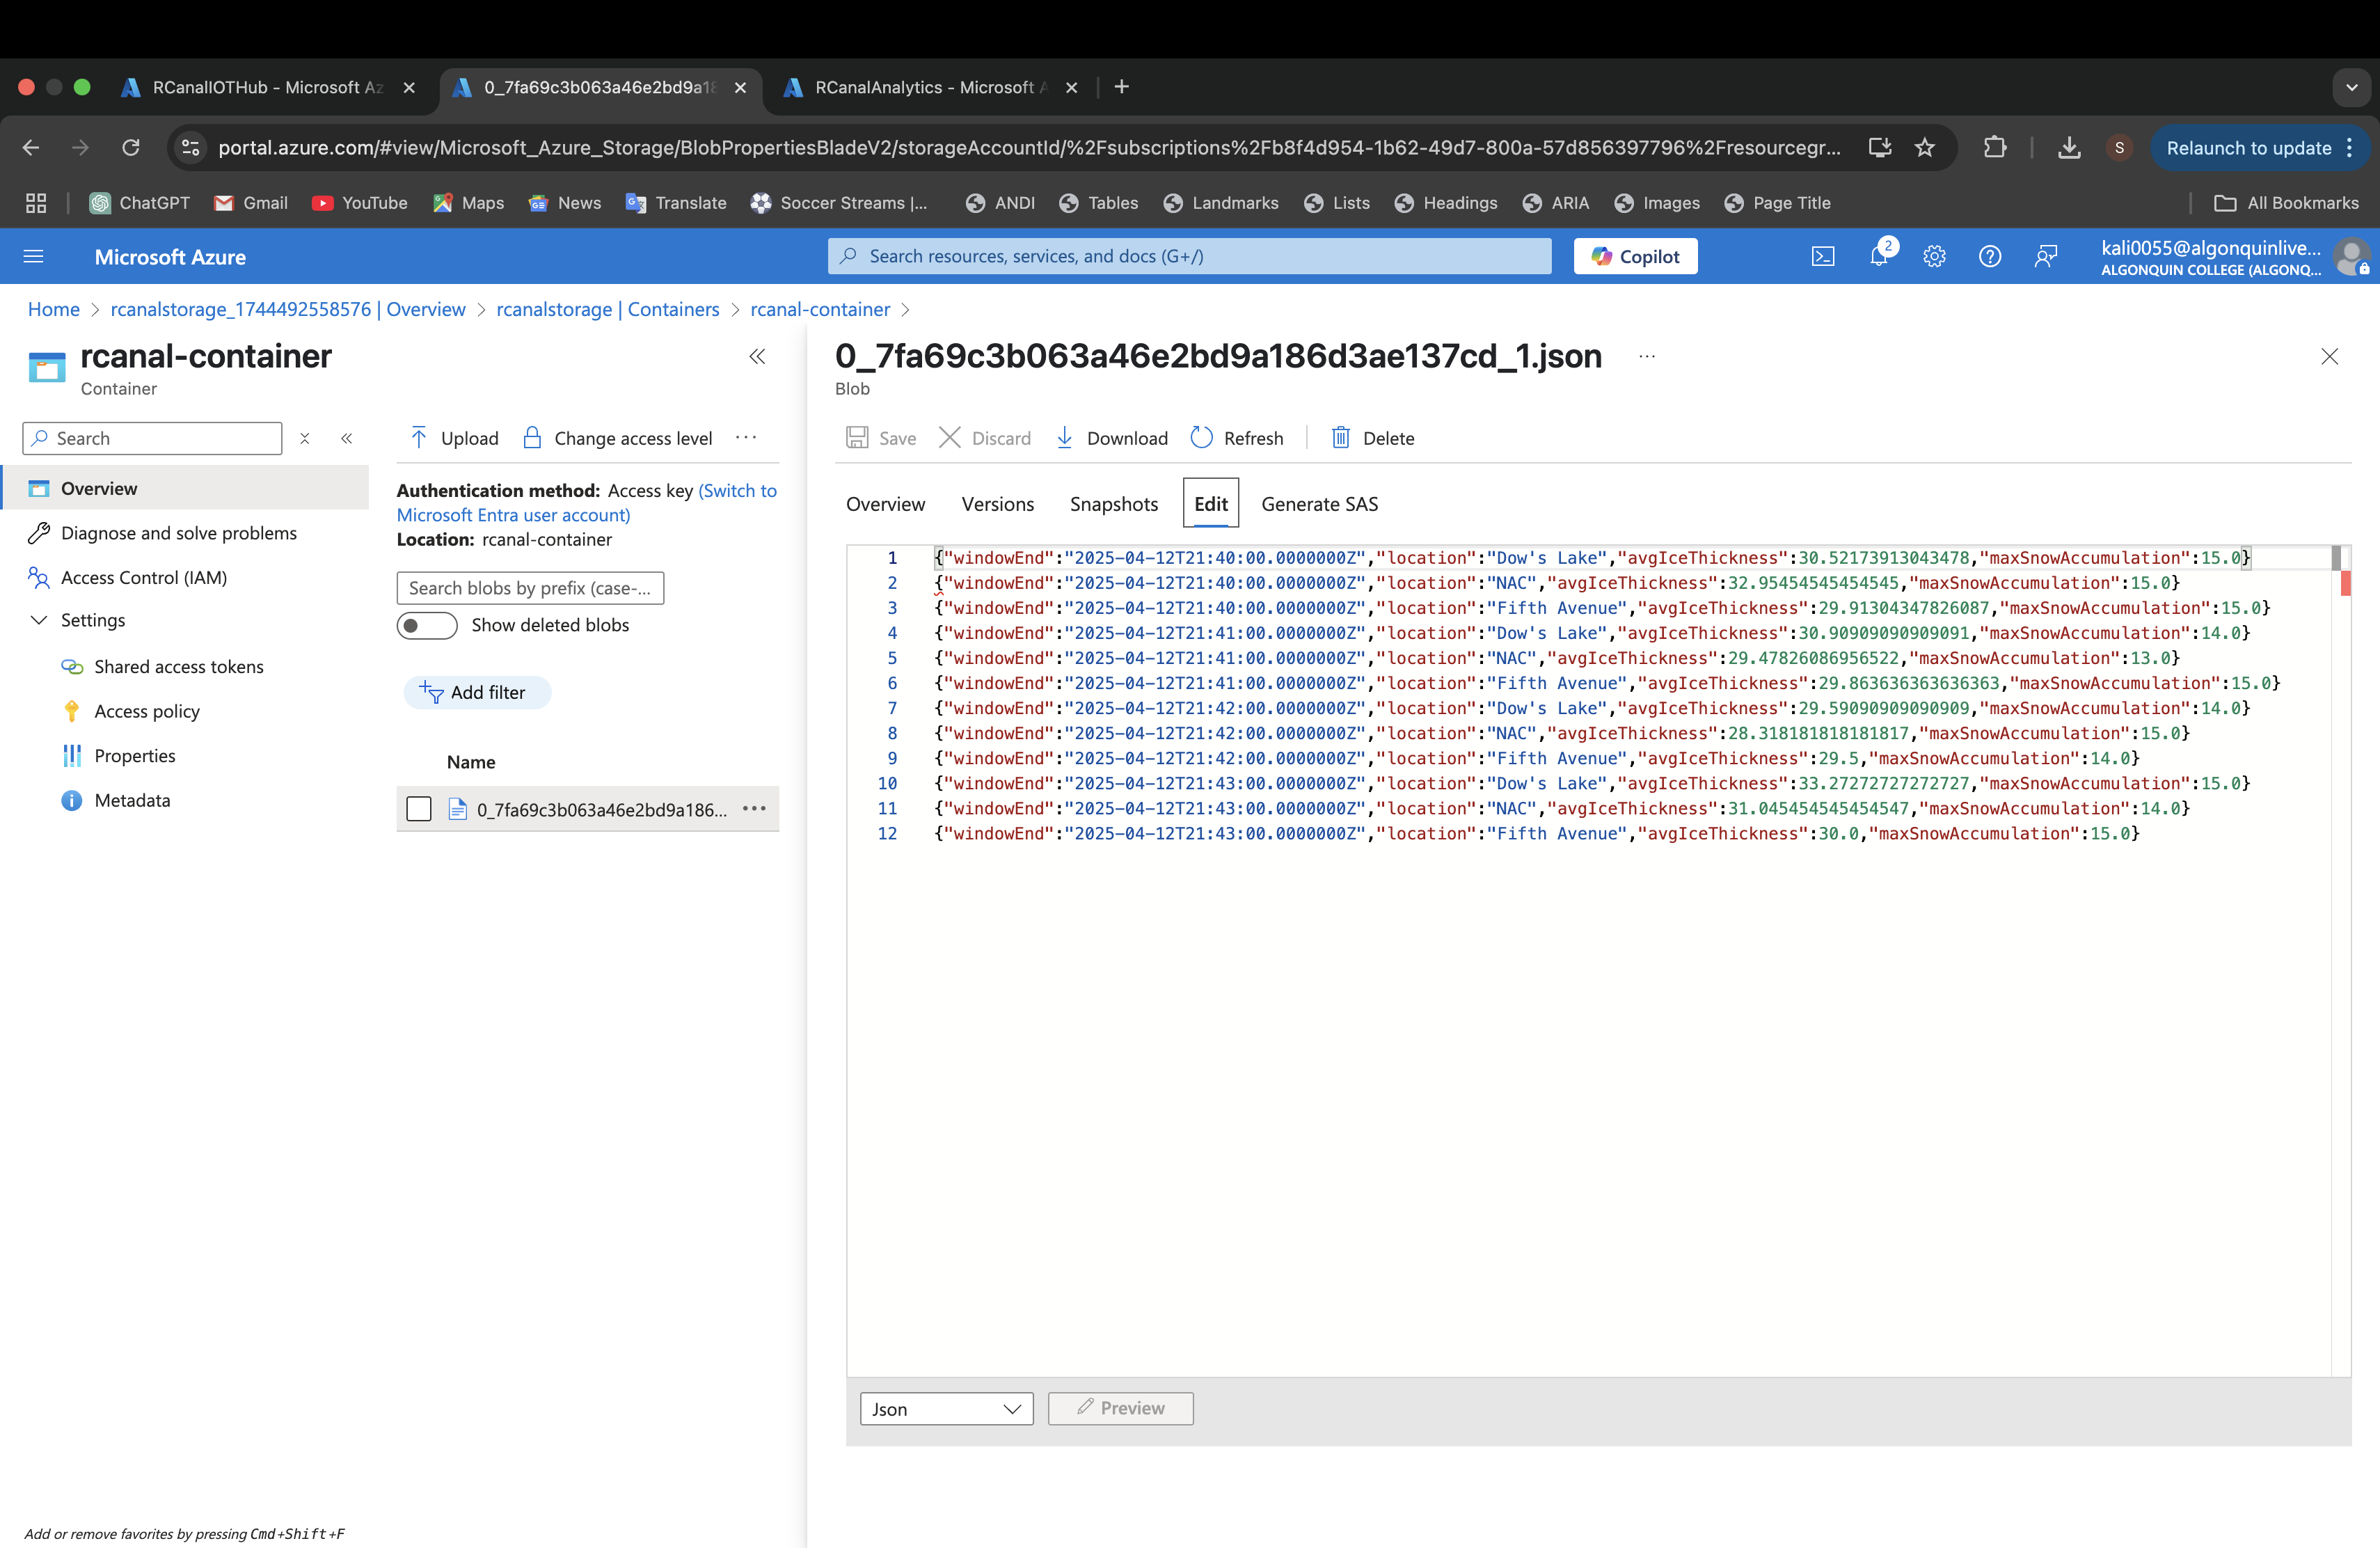 RCanalIOTHub - Microsoft Az
0_7fa69c3b063a46e2bd9a18
RCanalAnalytics - Microsoft A
portal.azure.com/#view/Microsoft_Azure_Storage/BlobPropertiesBladeV2/storageAccountId/%2Fsubscriptions%2Fb8f4d954-1b62-49d7-800a-57d856397796%2Fresourcegr...
S
Relaunch to update
ChatGPT
Gmail
YouTube
Maps
News
Translate
Soccer Streams |...
ANDI
Tables
Landmarks
Lists
Headings
ARIA
Images
Page Title
All Bookmarks
Microsoft Azure
Search resources, services, and docs (G+/)
Copilot
2
kali0055@algonquinlive...
ALGONQUIN COLLEGE (ALGONQ...
Home > rcanalstorage_1744492558576 | Overview > rcanalstorage | Containers > rcanal-container >
rcanal-container
Container
Search
Overview
Diagnose and solve problems
Access Control (IAM)
Settings
Shared access tokens
Access policy
Properties
Metadata
Add or remove favorites by pressing Cmd+Shift+F
Upload
Change access level
...
Authentication method: Access key (Switch to
Microsoft Entra user account)
Location: rcanal-container
Search blobs by prefix (case-...
Show deleted blobs
Add filter
Name
0_7fa69c3b063a46e2bd9a186...
0_7fa69c3b063a46e2bd9a186d3ae137cd_1.json ...
Blob
Save
Discard
Download
Refresh
Delete
Overview
Versions
Snapshots
Edit
Generate SAS
1 {"windowEnd":"2025-04-12T21:40:00.0000000Z","location":"Dow's Lake","avgIceThickness":30.52173913043478,"maxSnowAccumulation":15.0}
2 {"windowEnd":"2025-04-12T21:40:00.0000000Z","location":"NAC","avgIceThickness":32.95454545454545,"maxSnowAccumulation":15.0}
3 {"windowEnd":"2025-04-12T21:40:00.0000000Z","location":"Fifth Avenue","avgIceThickness":29.91304347826087,"maxSnowAccumulation":15.0}
4 {"windowEnd":"2025-04-12T21:41:00.0000000Z","location":"Dow's Lake","avgIceThickness":30.90909090909091,"maxSnowAccumulation":14.0}
5 {"windowEnd":"2025-04-12T21:41:00.0000000Z","location":"NAC","avgIceThickness":29.47826086956522,"maxSnowAccumulation":13.0}
6 {"windowEnd":"2025-04-12T21:41:00.0000000Z","location":"Fifth Avenue","avgIceThickness":29.863636363636363,"maxSnowAccumulation":15.0}
7 {"windowEnd":"2025-04-12T21:42:00.0000000Z","location":"Dow's Lake","avgIceThickness":29.59090909090909,"maxSnowAccumulation":14.0}
8 {"windowEnd":"2025-04-12T21:42:00.0000000Z","location":"NAC","avgIceThickness":28.318181818181817,"maxSnowAccumulation":15.0}
9 {"windowEnd":"2025-04-12T21:42:00.0000000Z","location":"Fifth Avenue","avgIceThickness":29.5,"maxSnowAccumulation":14.0}
10 {"windowEnd":"2025-04-12T21:43:00.0000000Z","location":"Dow's Lake","avgIceThickness":33.27272727272727,"maxSnowAccumulation":15.0}
11 {"windowEnd":"2025-04-12T21:43:00.0000000Z","location":"NAC","avgIceThickness":31.045454545454547,"maxSnowAccumulation":14.0}
12 {"windowEnd":"2025-04-12T21:43:00.0000000Z","location":"Fifth Avenue","avgIceThickness":30.0,"maxSnowAccumulation":15.0}
Json
Preview